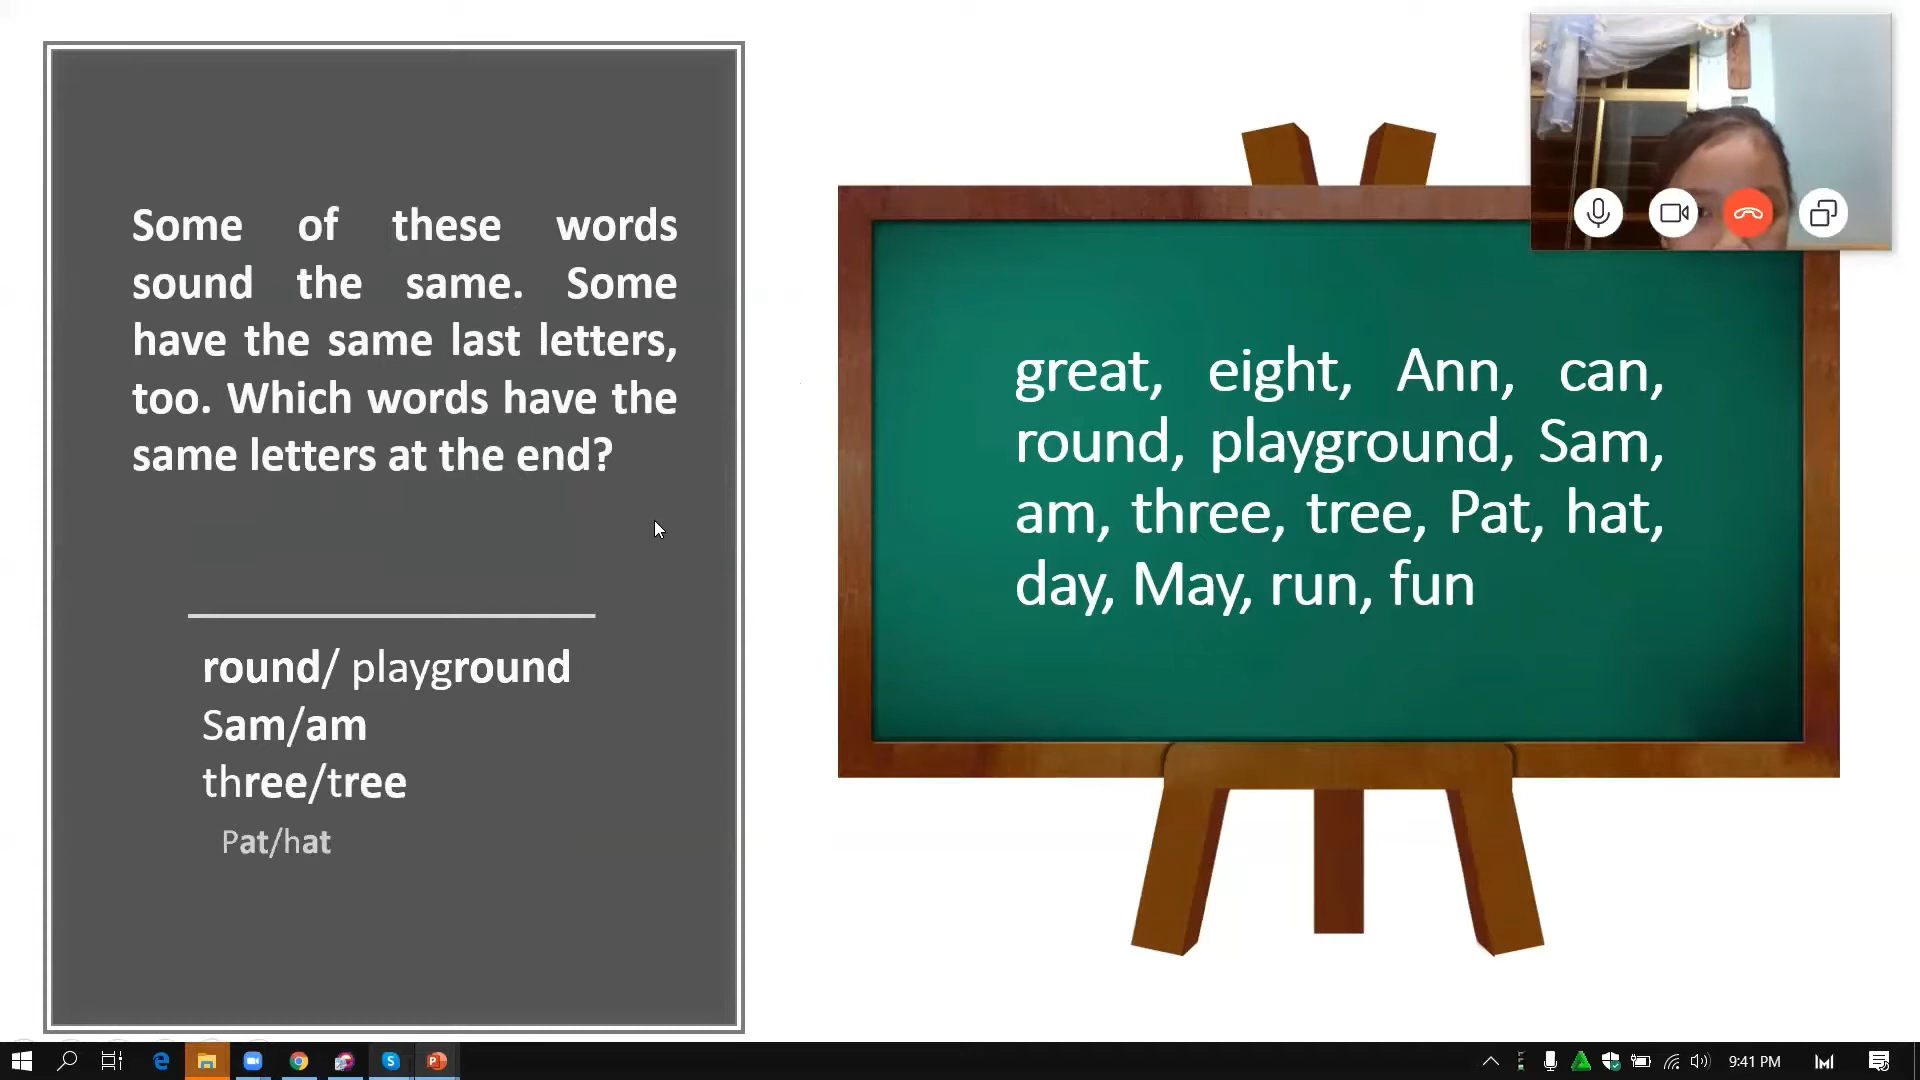 Some of these words
sound the same. Some
have the same last letters,
too. Which words have the
same letters at the end?
round/ playground
Sam/am
three/tree
Pat/hat
great, eight, Ann, can,
round, playground, Sam,
am, three, tree, Pat, hat,
day, May, run, fun
9:41 PM